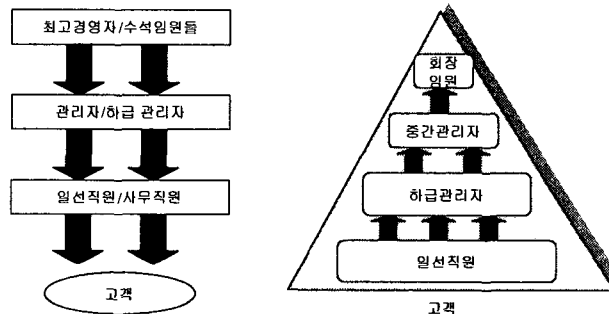 최고경영자/수석임원들
관리자/하급 관리자
일선직원/사무직원
고객
회장
임원
중간관리자
하급관리자
일선직원
고객